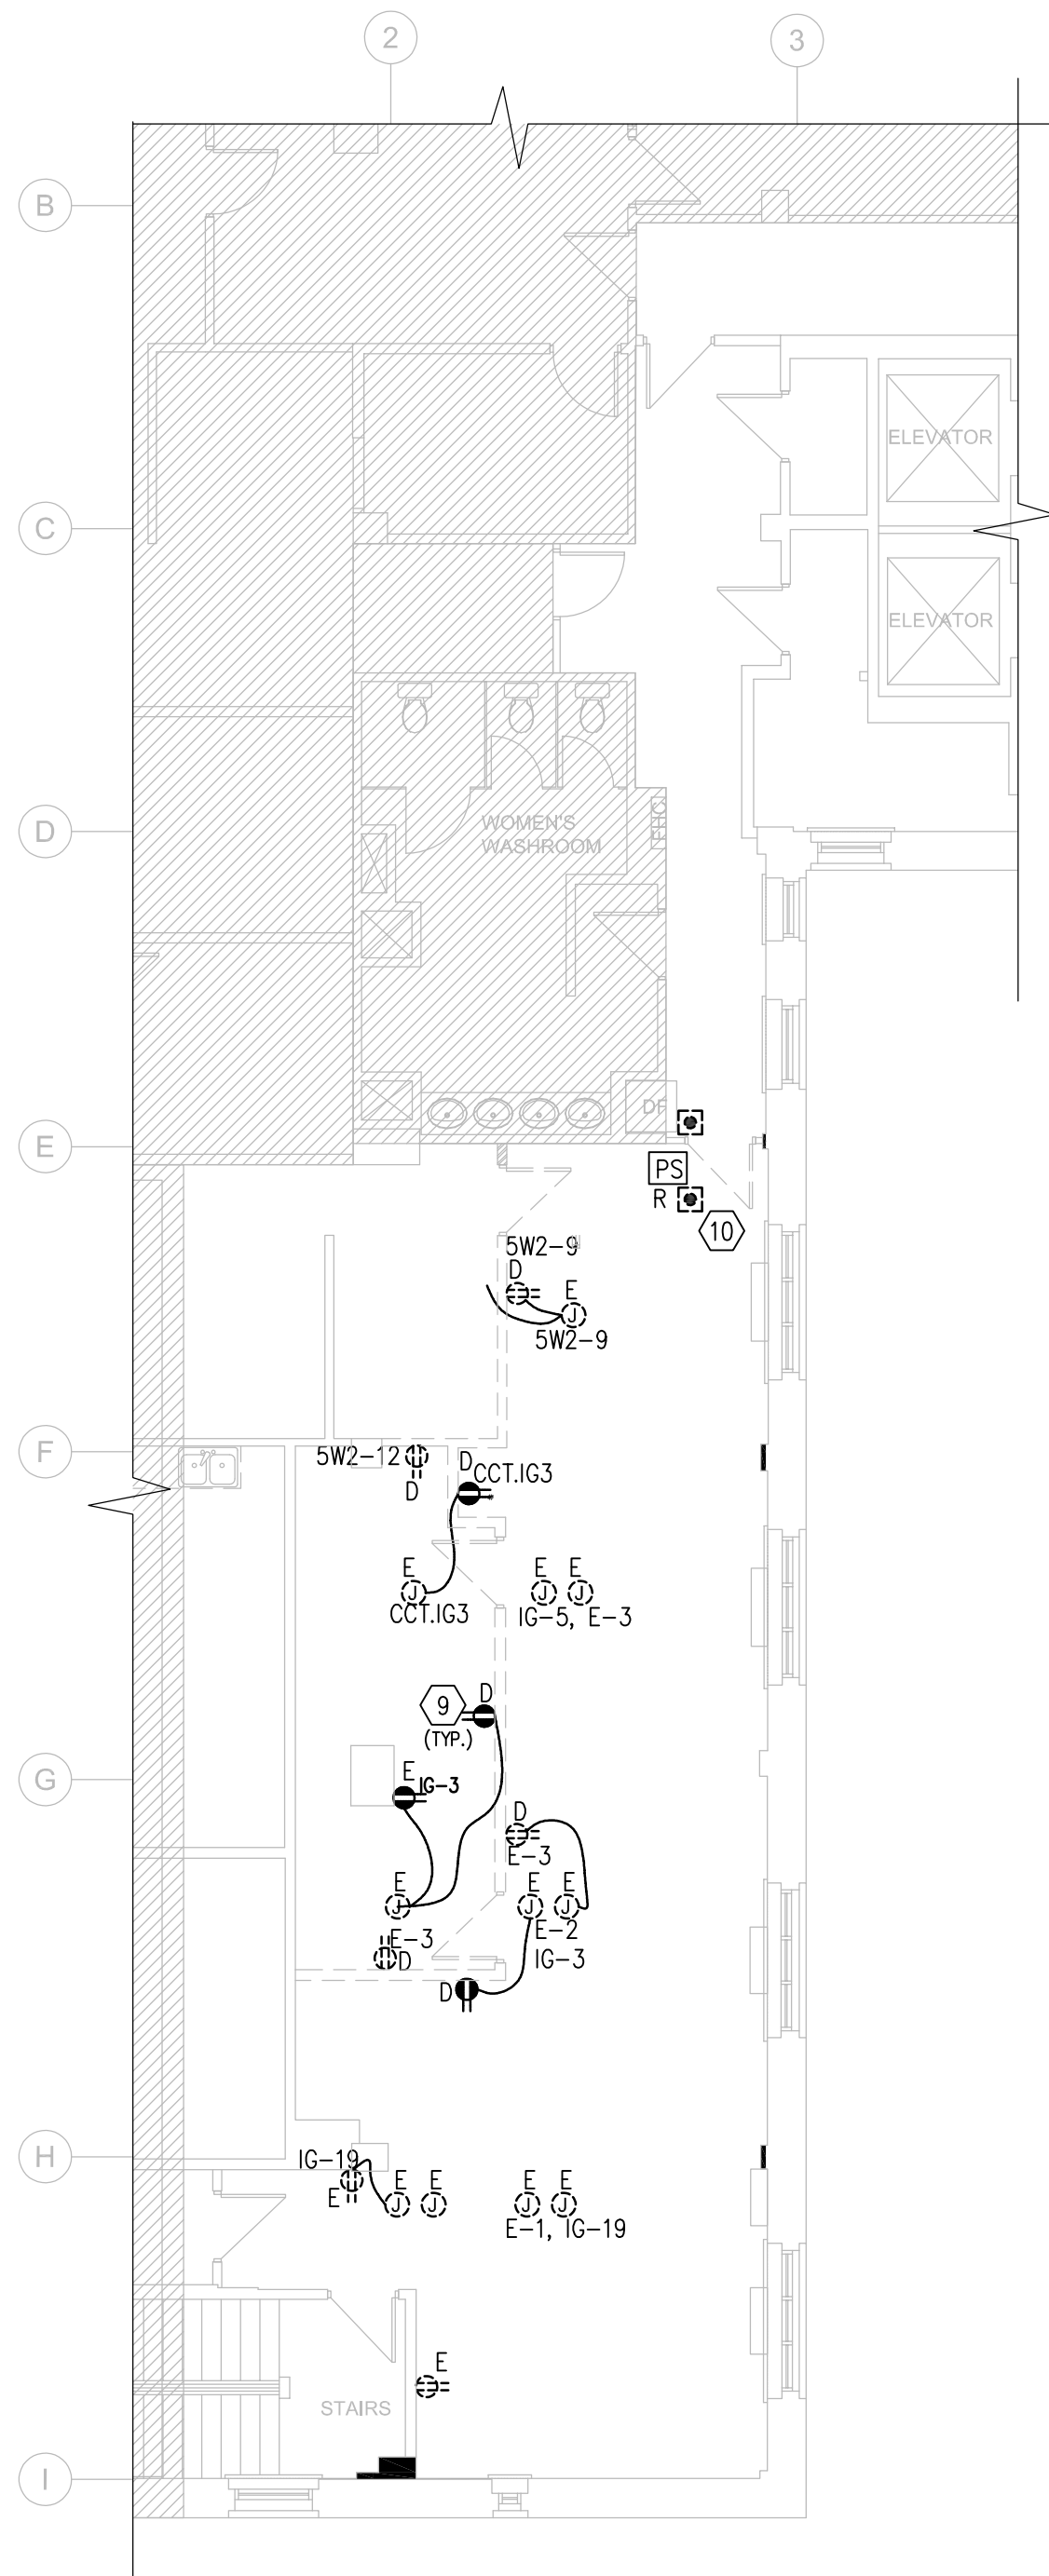 2
3
B
ELEVATOR
C
ELEVATOR
D
WOMEN'S
WASHROOM
FHC
DF
E
PS
R
10
5W2-9
D
E
J
5W2-9
F
5W2-12
D
D
CCT.IG3
E
J
CCT.IG3
E E
J J
IG-5, E-3
9
D
(TYP.)
G
E
IG-3
D
E-3
E
J
E E
J J
E-3
D
E-2
IG-3
D
H
IG-19
E
E E
J J
E E
J J
E-1, IG-19
E
STAIRS
I